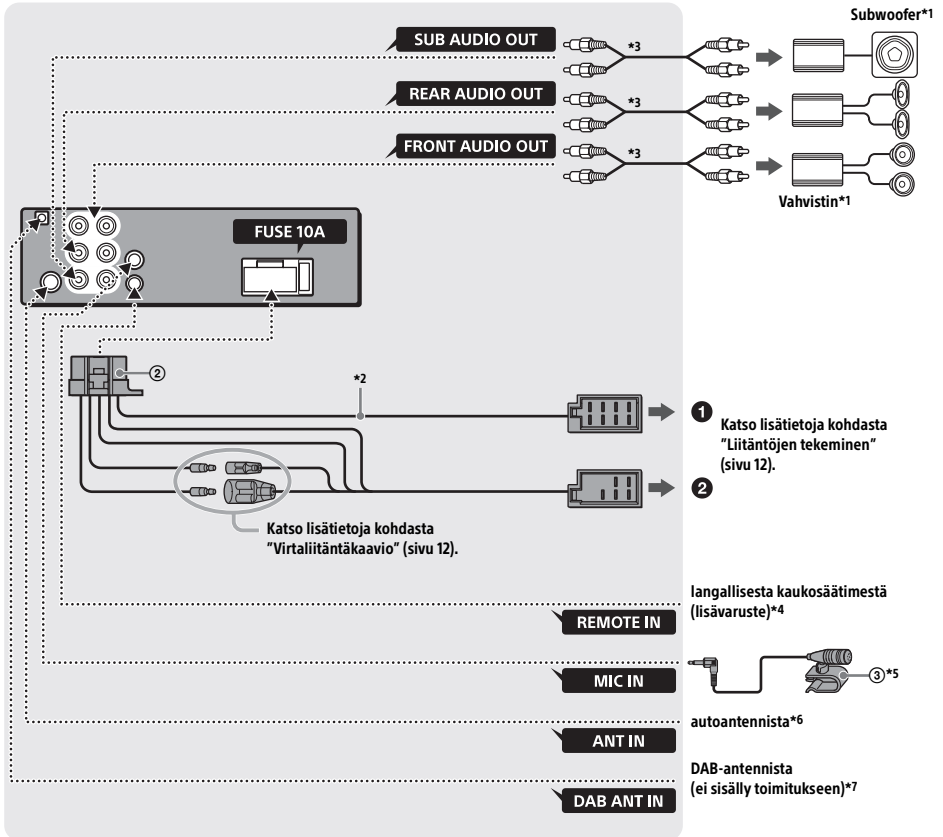 Subwoofer*1
SUB AUDIO OUT
*3
REAR AUDIO OUT
*3
FRONT AUDIO OUT
*3
Vahvistin*1
FUSE 10A
②
*2
❶
Katso lisätietoja kohdasta
"Liitäntöjen tekeminen"
(sivu 12).
❷
Katso lisätietoja kohdasta
"Virtaliitäntäkaavio" (sivu 12).
langallisesta kaukosäätimestä
(lisävaruste)*4
REMOTE IN
MIC IN
③*5
autoantennista*6
ANT IN
DAB-antennista
(ei sisälly toimitukseen)*7
DAB ANT IN